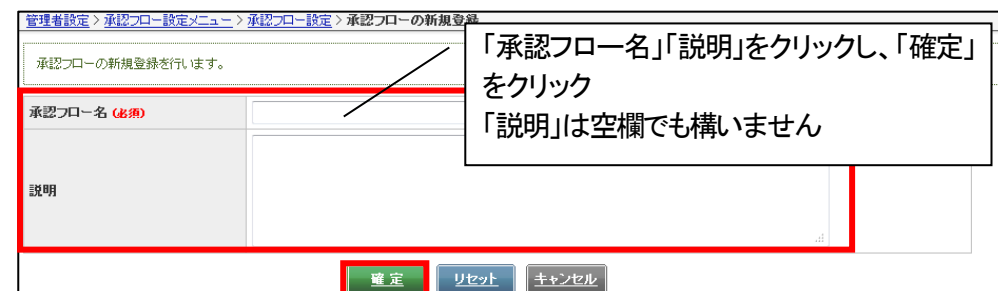 管理者設定 > 承認フロー設定メニュー > 承認フロー設定 > 承認フローの新規登録
承認フローの新規登録を行います。
「承認フロー名」「説明」をクリックし、「確定」
をクリック
「説明」は空欄でも構いません
承認フロー名 (必須)
説明
確 定 リセット キャンセル